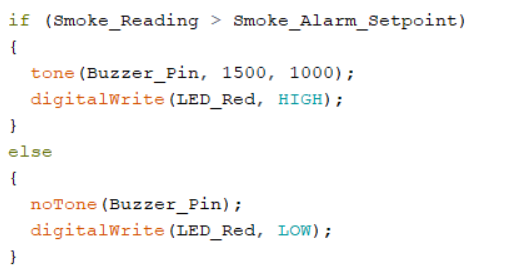 if (Smoke_Reading > Smoke_Alarm_Setpoint)
{
  tone(Buzzer_Pin, 1500, 1000);
  digitalWrite(LED_Red, HIGH);
}
else
{
  noTone(Buzzer_Pin);
  digitalWrite(LED_Red, LOW);
}